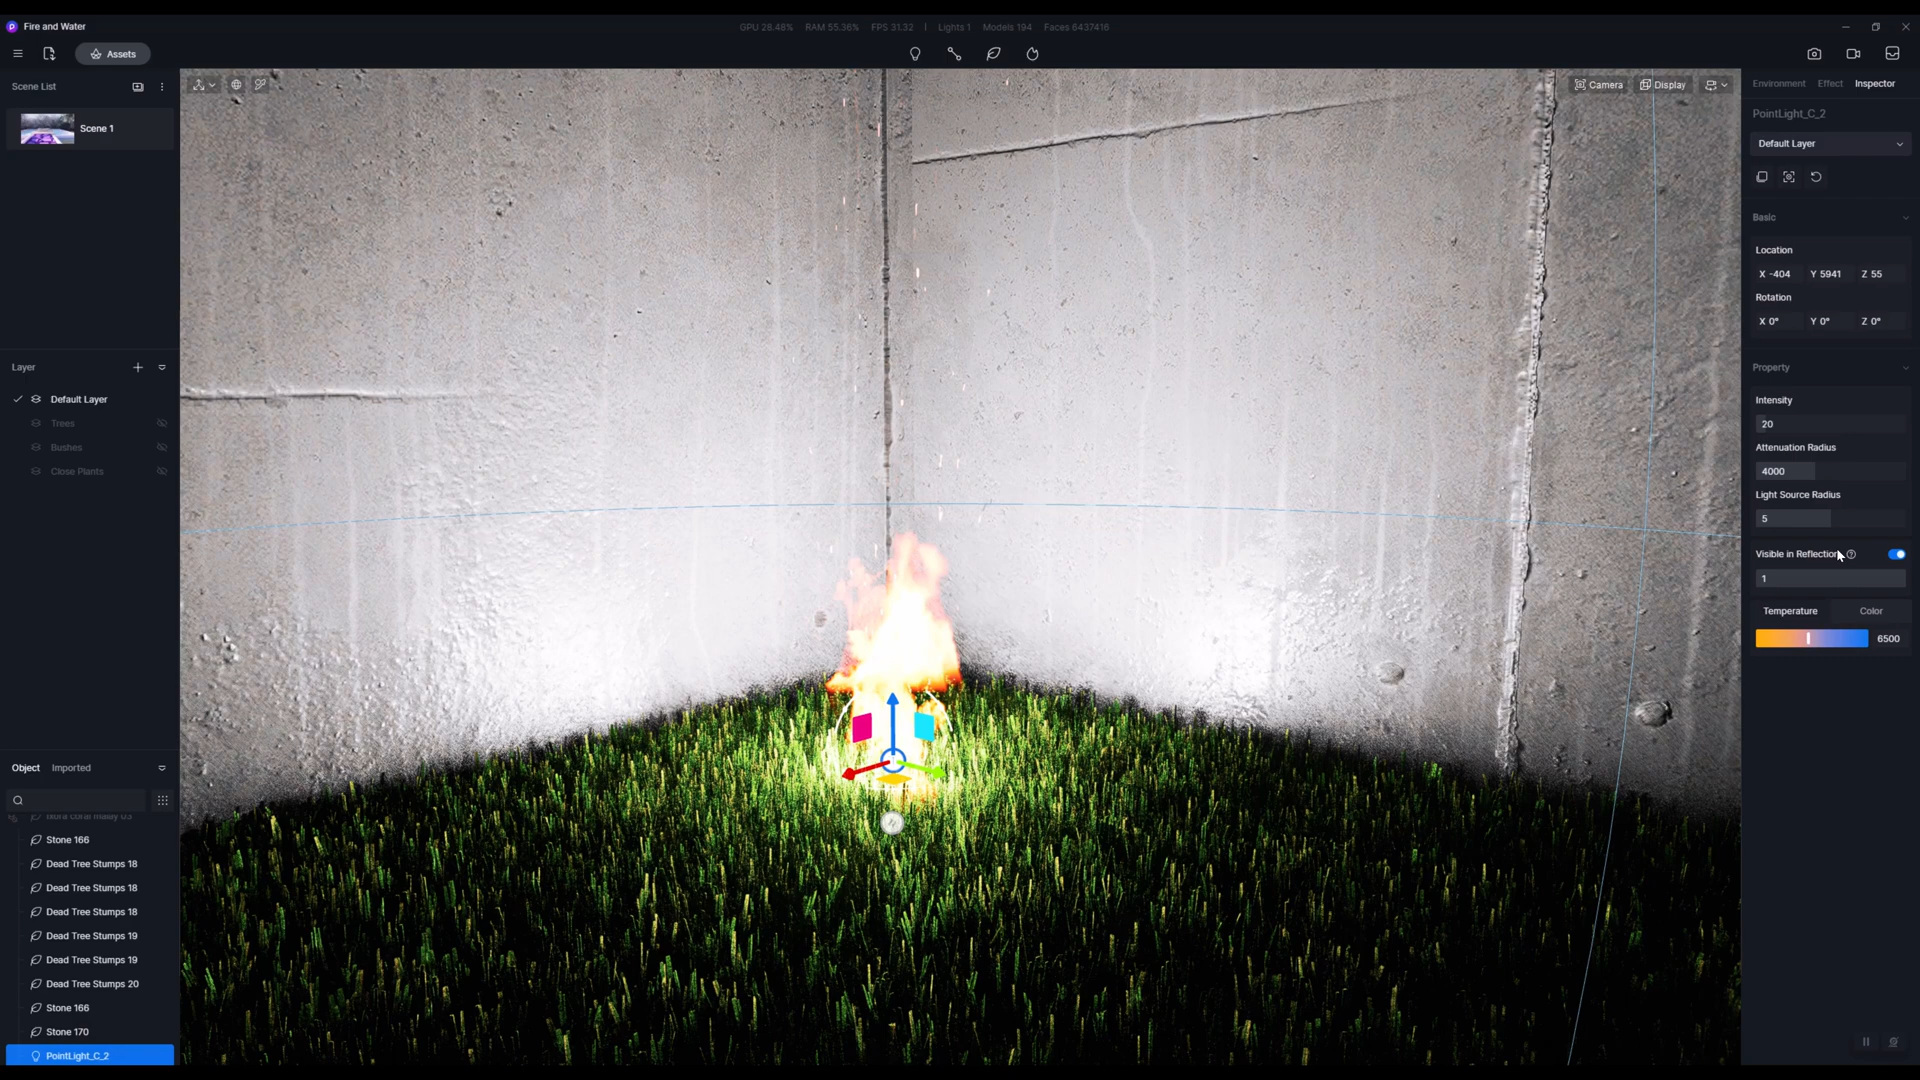 Fire and Water
GPU 28.48% RAM 55.36% FPS 31.32 | Lights 1 Models 194 Faces 6437416
Assets
Scene List
Scene 1
Layer
Default Layer
Trees
Bushes
Close Plants
Object Imported
Ixora coral malay 03
Stone 166
Dead Tree Stumps 18
Dead Tree Stumps 18
Dead Tree Stumps 18
Dead Tree Stumps 19
Dead Tree Stumps 19
Dead Tree Stumps 20
Stone 166
Stone 170
PointLight_C_2
Camera Display
Environment Effect Inspector
PointLight_C_2
Default Layer
Basic
Location
X -404 Y 5941 Z 55
Rotation
X 0° Y 0° Z 0°
Property
Intensity
20
Attenuation Radius
4000
Light Source Radius
5
Visible in Reflection
1
Temperature Color
6500